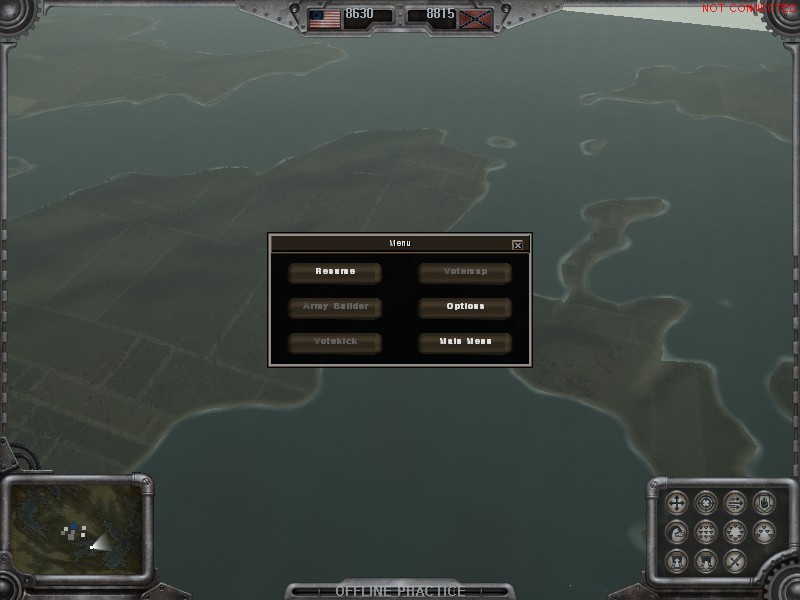 8630 8815
NOT CONNECTED
Menu
Resume Votemap
Army Builder Options
Votekick Main Menu
OFFLINE PRACTICE